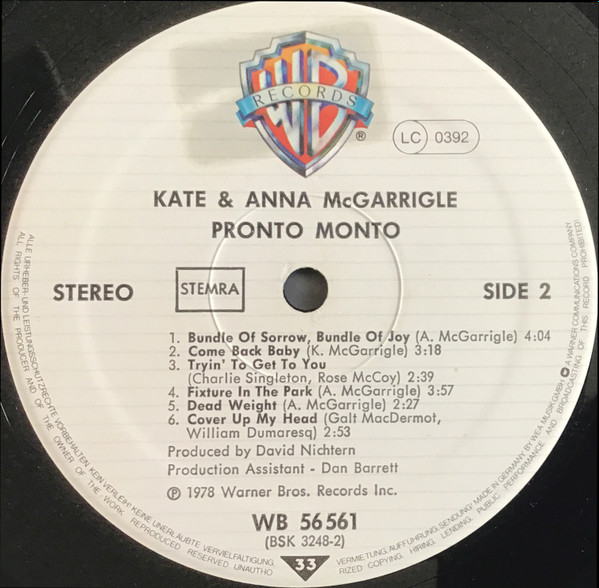 WB
RECORDS
®
LC 0392
KATE & ANNA McGARRIGLE
PRONTO MONTO
STEREO
STEMRA
SIDE 2
1. Bundle Of Sorrow, Bundle Of Joy (A. McGarrigle) 4:04
2. Come Back Baby (K. McGarrigle) 3:18
3. Tryin' To Get To You
(Charlie Singleton, Rose McCoy) 2:39
4. Fixture In The Park (A. McGarrigle) 3:57
5. Dead Weight (A. McGarrigle) 2:27
6. Cover Up My Head (Galt MacDermot,
William Dumaresq) 2:53
Produced by David Nichtern
Production Assistant - Dan Barrett
℗ 1978 Warner Bros. Records Inc.
WB 56 561
(BSK 3248-2)
33
ALLE URHEBER- UND LEISTUNGSSCHUTZRECHTE VORBEHALTEN. KEIN VERLEIH! KEINE UNERLAUBTE VERVIELFÄLTIGUNG, VERMIETUNG, AUFFÜHRUNG, SENDUNG! MADE IN GERMANY BY WEA MUSIK GMBH A WARNER COMMUNICATIONS COMPANY
ALL RIGHTS OF THE PRODUCER AND OF THE OWNER OF THE WORK REPRODUCED RESERVED. UNAUTHORIZED COPYING, HIRING, LENDING, PUBLIC PERFORMANCE AND BROADCASTING OF THIS RECORD PROHIBITED!